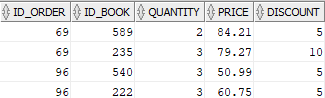 ID_ORDER ID_BOOK QUANTITY PRICE DISCOUNT
69 589 2 84.21 5
69 235 3 79.27 10
96 540 3 50.99 5
96 222 3 60.75 5